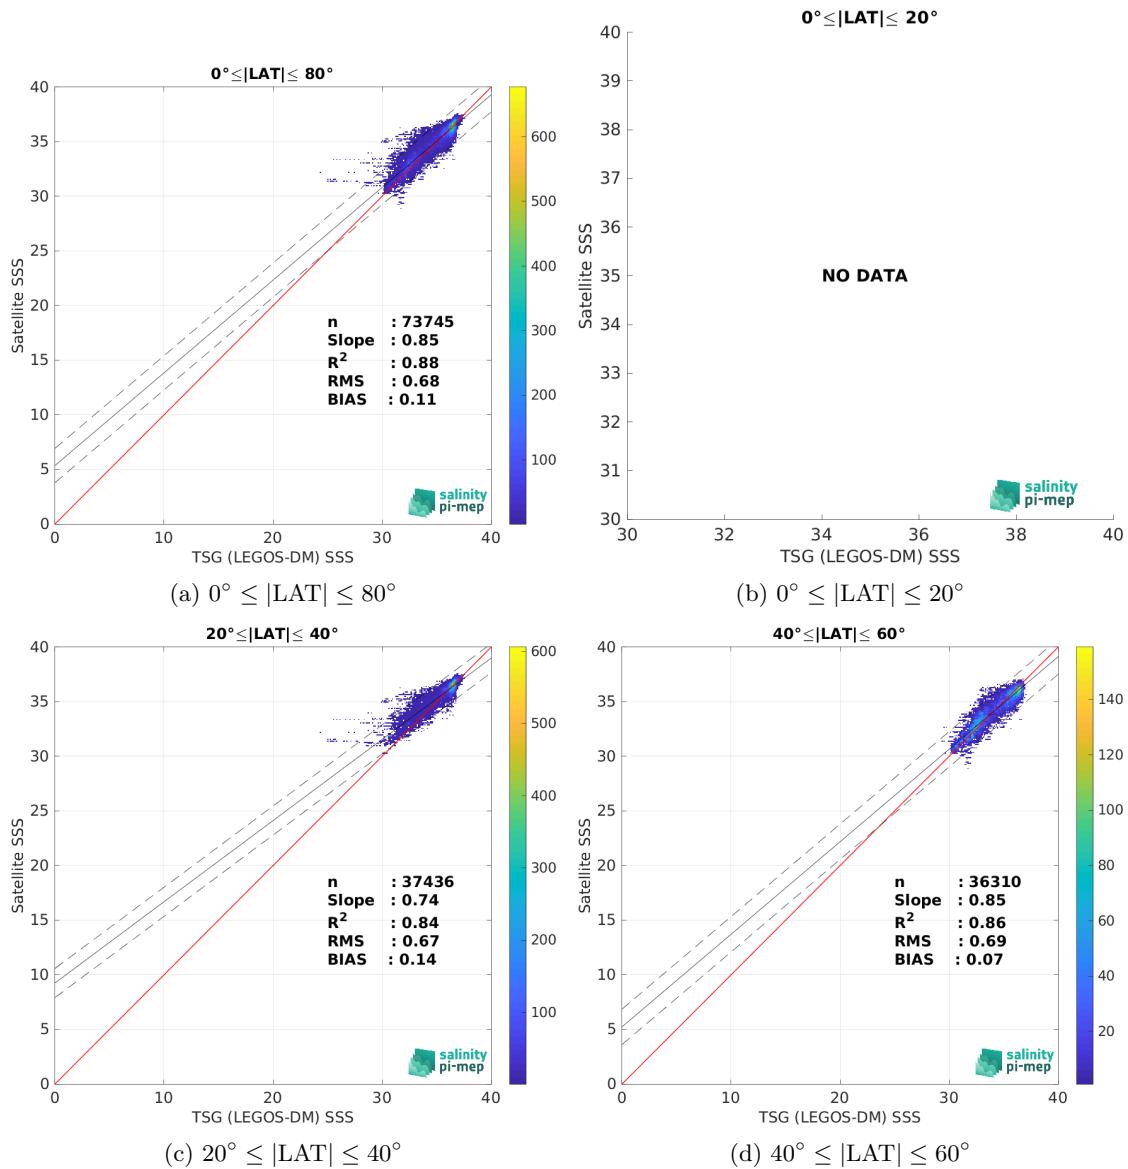 0°≤|LAT|≤ 80°
40
35
30
25
20
15
10
5
0
0
10
20
30
40
Satellite SSS
TSG (LEGOS-DM) SSS
n : 73745
Slope : 0.85
R2 : 0.88
RMS : 0.68
BIAS : 0.11
salinity
pi-mep
600
500
400
300
200
100
(a) 0° ≤ |LAT| ≤ 80°
0°≤|LAT|≤ 20°
40
39
38
37
36
35
34
33
32
31
30
30
32
34
36
38
40
Satellite SSS
TSG (LEGOS-DM) SSS
NO DATA
salinity
pi-mep
(b) 0° ≤ |LAT| ≤ 20°
20°≤|LAT|≤ 40°
40
35
30
25
20
15
10
5
0
0
10
20
30
40
Satellite SSS
TSG (LEGOS-DM) SSS
n : 37436
Slope : 0.74
R2 : 0.84
RMS : 0.67
BIAS : 0.14
salinity
pi-mep
600
500
400
300
200
100
(c) 20° ≤ |LAT| ≤ 40°
40°≤|LAT|≤ 60°
40
35
30
25
20
15
10
5
0
0
10
20
30
40
Satellite SSS
TSG (LEGOS-DM) SSS
n : 36310
Slope : 0.85
R2 : 0.86
RMS : 0.69
BIAS : 0.07
salinity
pi-mep
140
120
100
80
60
40
20
(d) 40° ≤ |LAT| ≤ 60°